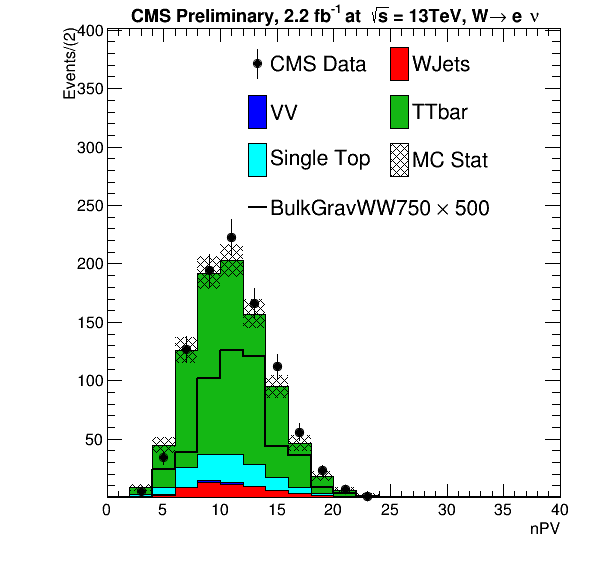 CMS Preliminary, 2.2 fb⁻¹ at √s = 13TeV, W→ e ν
Events/(2)
400
350
300
250
200
150
100
50
CMS Data
WJets
VV
TTbar
Single Top
MC Stat
BulkGravWW750 × 500
0 5 10 15 20 25 30 35 40
nPV